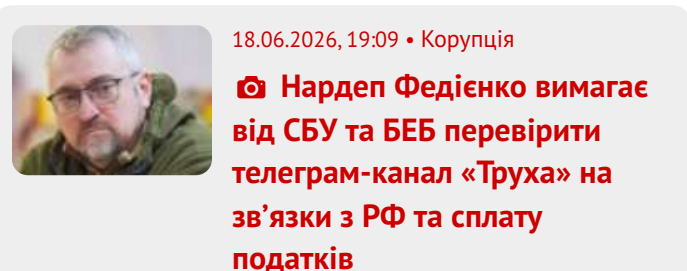 18.06.2026, 19:09 • Корупція
Нардеп Федієнко вимагає
від СБУ та БЕБ перевірити
телеграм-канал «Труха» на
зв’язки з РФ та сплату
податків